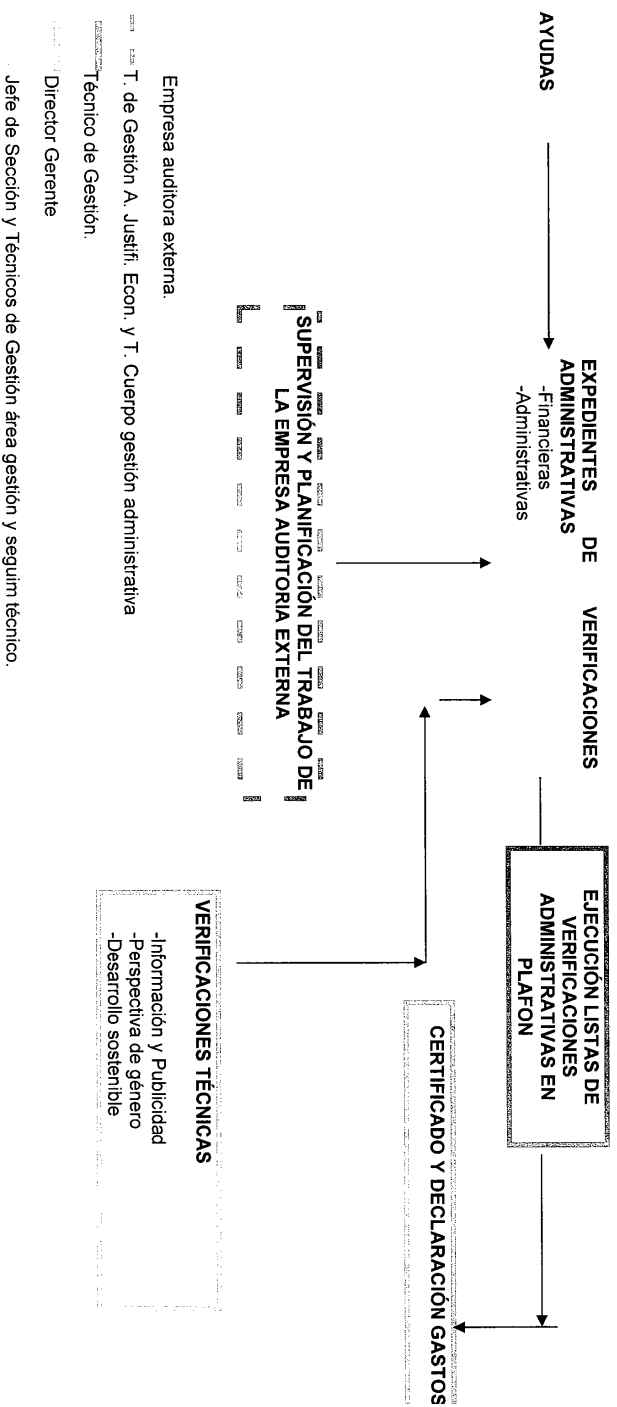 AYUDAS
EXPEDIENTES DE VERIFICACIONES
ADMINISTRATIVAS
-Financieras
-Administrativas
EJECUCIÓN LISTAS DE
VERIFICACIONES
ADMINISTRATIVAS EN
PLAFON
CERTIFICADO Y DECLARACIÓN GASTOS
SUPERVISIÓN Y PLANIFICACIÓN DEL TRABAJO DE
LA EMPRESA AUDITORIA EXTERNA
VERIFICACIONES TÉCNICAS
-Información y Publicidad
-Perspectiva de género
-Desarrollo sostenible
Empresa auditora externa.
T. de Gestión A. Justifi. Econ. y T. Cuerpo gestión administrativa
Técnico de Gestión.
Director Gerente
Jefe de Sección y Técnicos de Gestión área gestión y seguim técnico.